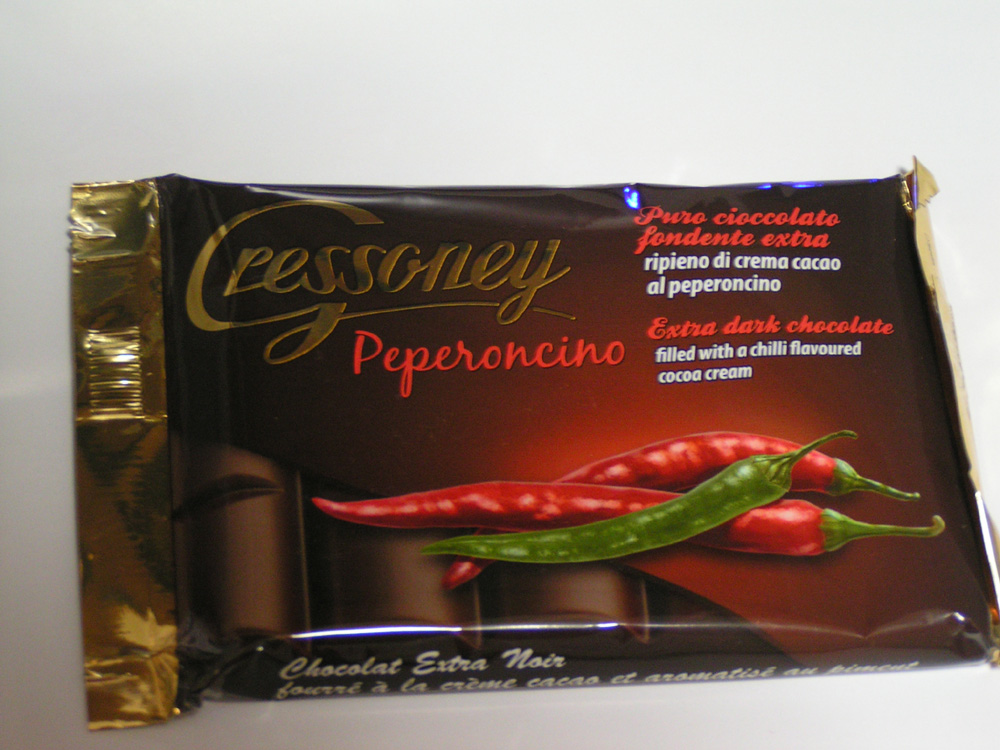 Cressoney
Peperoncino
Puro cioccolato
fondente extra
ripieno di crema cacao
al peperoncino
Extra dark chocolate
filled with a chilli flavoured
cocoa cream
Chocolat Extra Noir
fourré à la crème cacao et aromatisé au piment